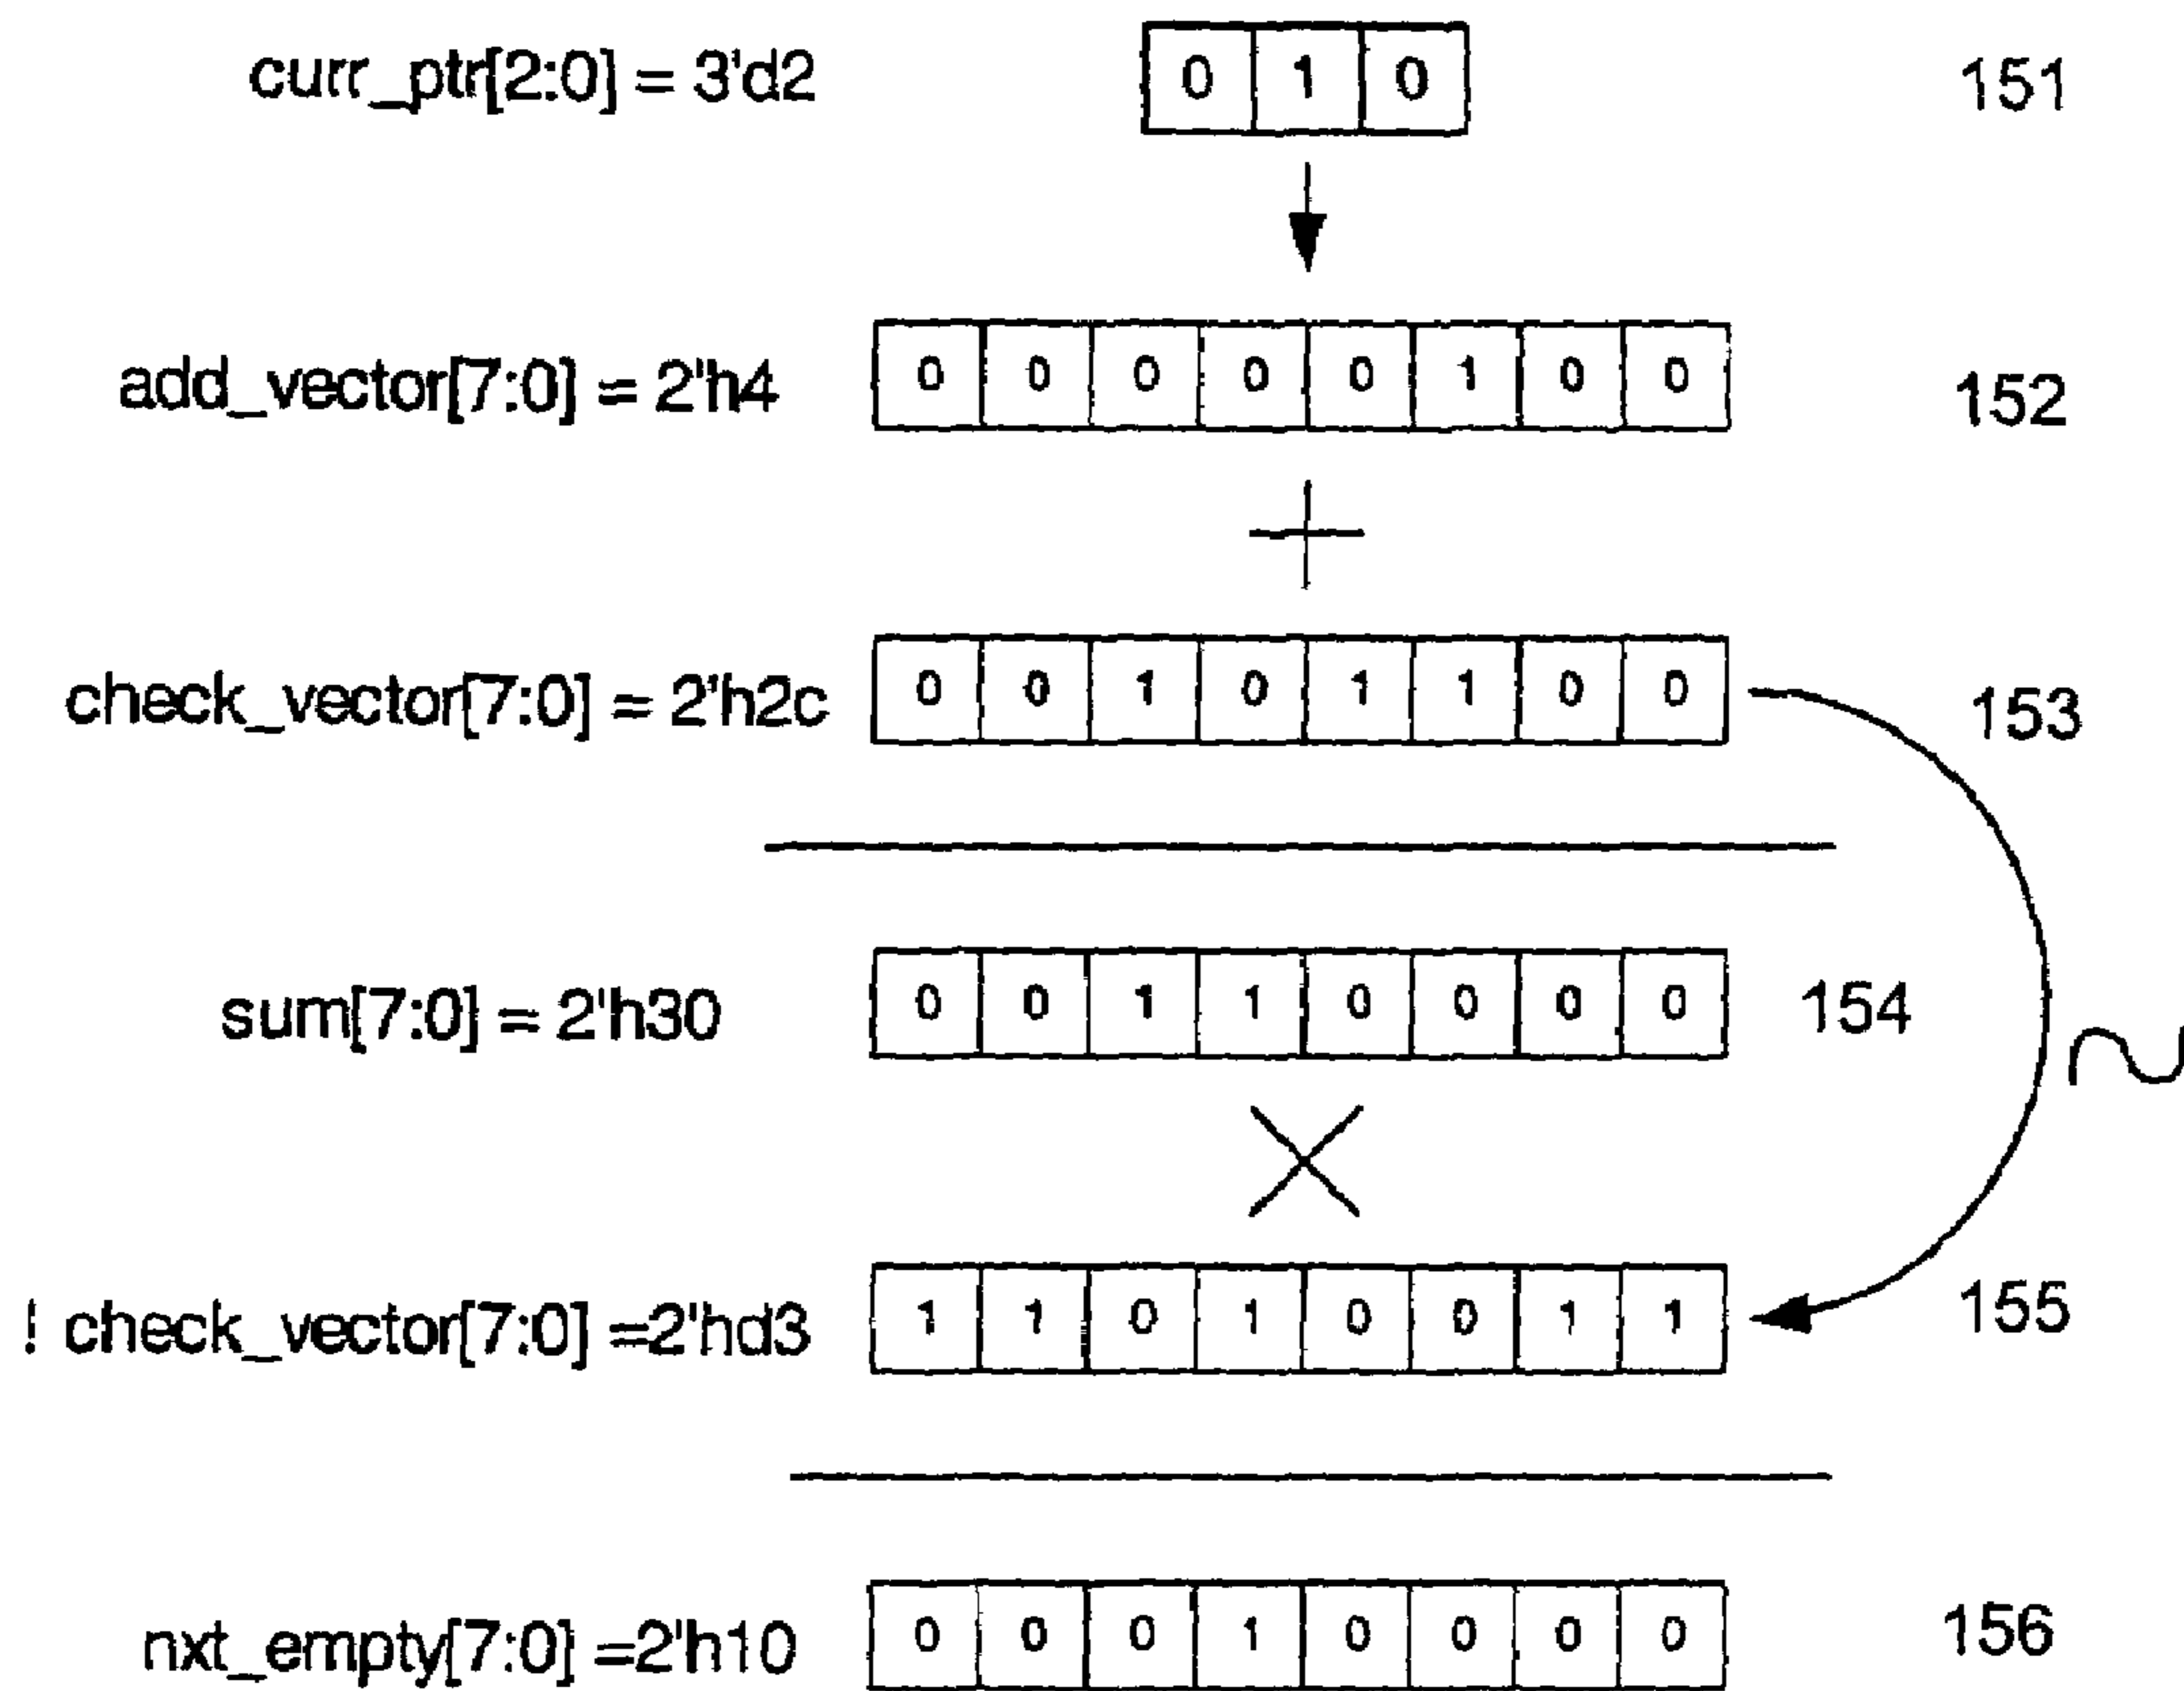 curr_ptr[2:0] = 3'd2 0 1 0 151
add_vector[7:0] = 2'h4 0 0 0 0 0 1 0 0 152
+
check_vector[7:0] = 2'h2c 0 0 1 0 1 1 0 0 153
sum[7:0] = 2'h30 0 0 1 1 0 0 0 0 154
×
! check_vector[7:0] =2'hd3 1 1 0 1 0 0 1 1 155
nxt_empty[7:0] =2'h10 0 0 0 1 0 0 0 0 156